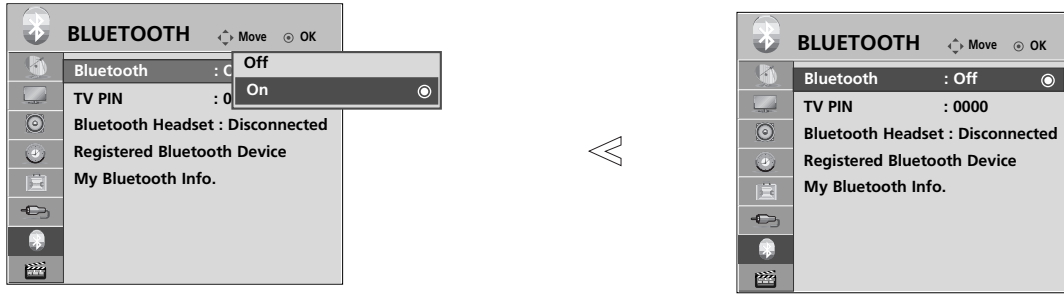 BLUETOOTH Move OK
Bluetooth : O
Off
On
TV PIN : 0
Bluetooth Headset : Disconnected
Registered Bluetooth Device
My Bluetooth Info.
BLUETOOTH Move OK
Bluetooth : Off
TV PIN : 0000
Bluetooth Headset : Disconnected
Registered Bluetooth Device
My Bluetooth Info.